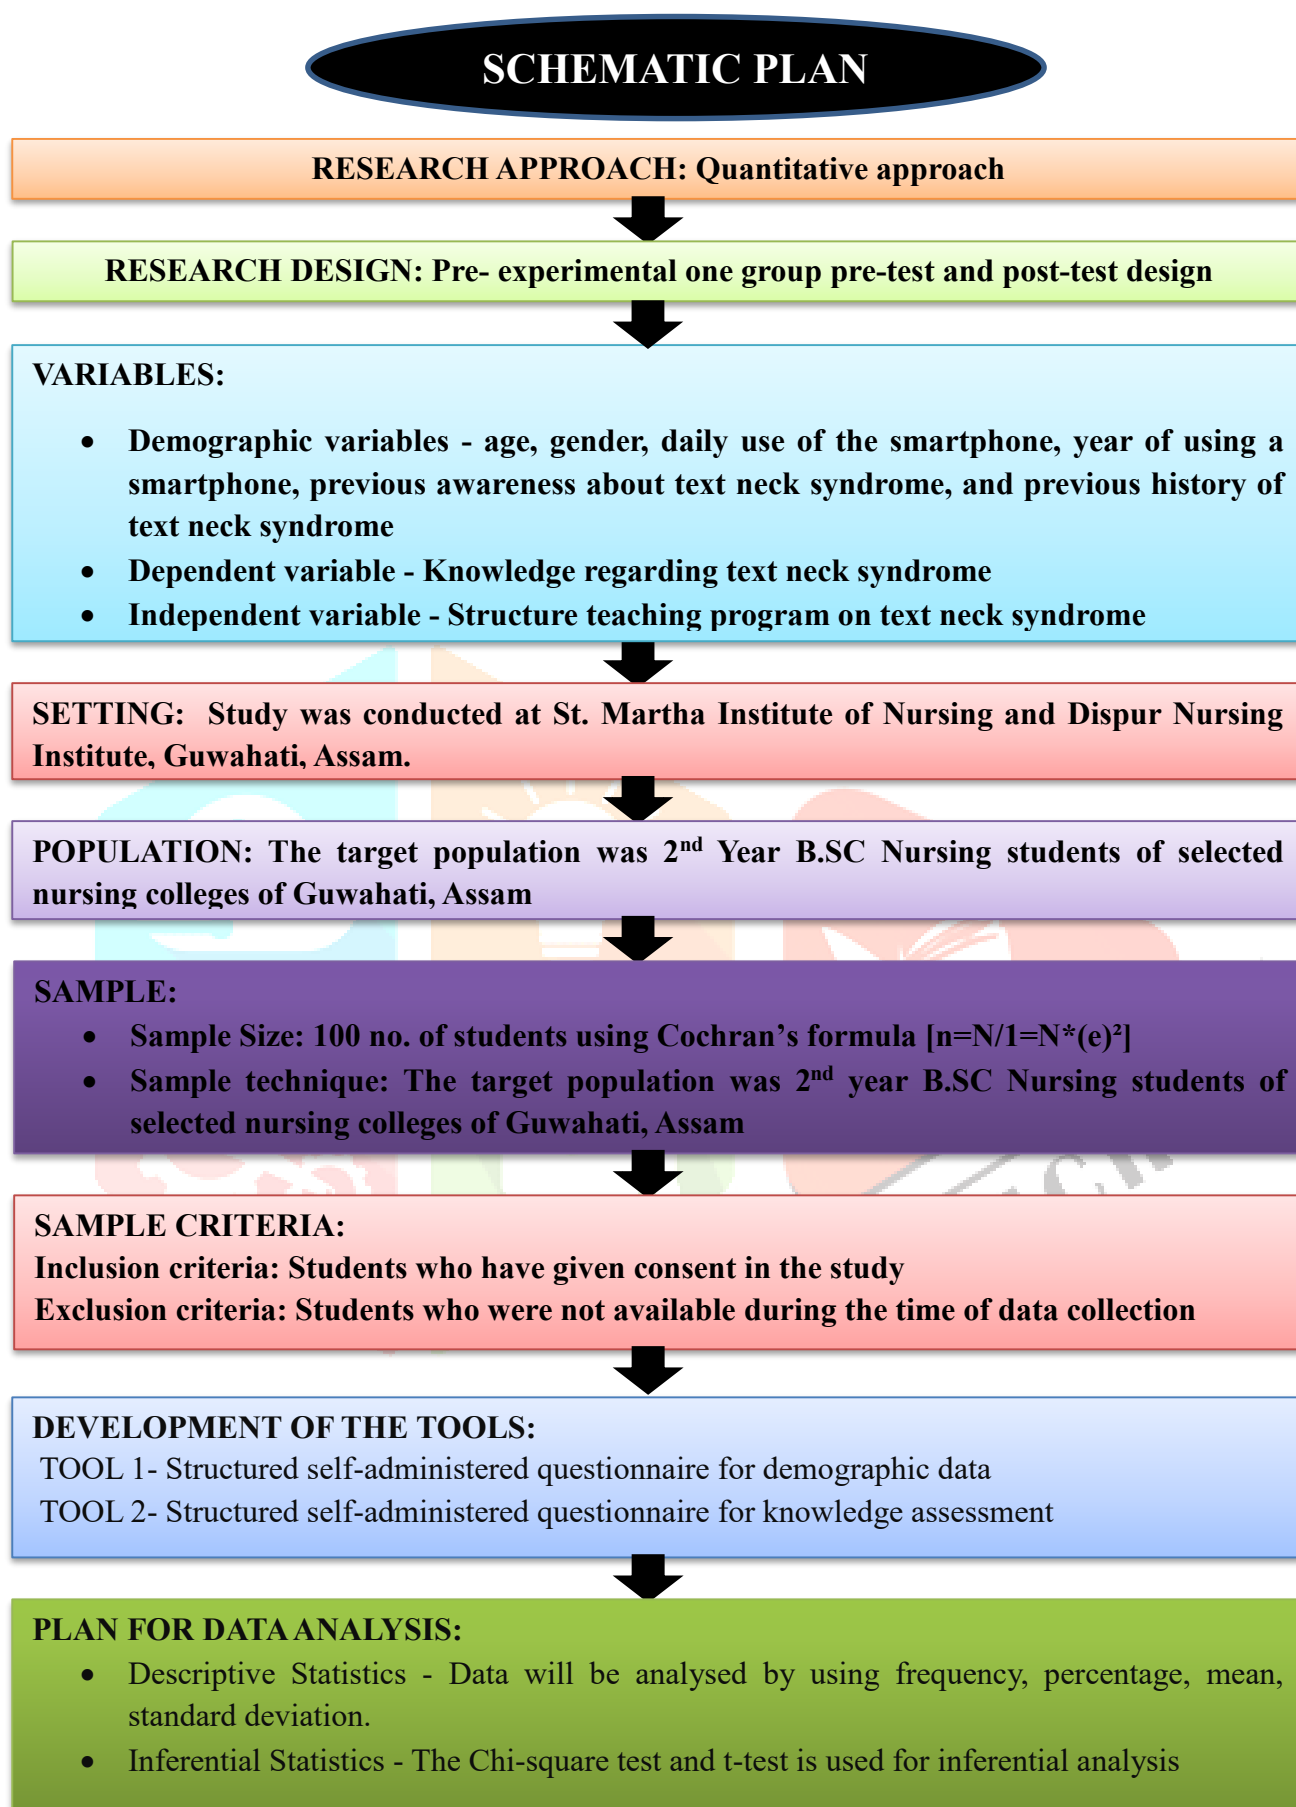 SCHEMATIC PLAN
RESEARCH APPROACH: Quantitative approach
RESEARCH DESIGN: Pre- experimental one group pre-test and post-test design
VARIABLES:
• Demographic variables - age, gender, daily use of the smartphone, year of using a
smartphone, previous awareness about text neck syndrome, and previous history of
text neck syndrome
• Dependent variable - Knowledge regarding text neck syndrome
• Independent variable - Structure teaching program on text neck syndrome
SETTING: Study was conducted at St. Martha Institute of Nursing and Dispur Nursing
Institute, Guwahati, Assam.
POPULATION: The target population was 2nd Year B.SC Nursing students of selected
nursing colleges of Guwahati, Assam
SAMPLE:
• Sample Size: 100 no. of students using Cochran’s formula [n=N/1=N*(e)²]
• Sample technique: The target population was 2nd year B.SC Nursing students of
selected nursing colleges of Guwahati, Assam
SAMPLE CRITERIA:
Inclusion criteria: Students who have given consent in the study
Exclusion criteria: Students who were not available during the time of data collection
DEVELOPMENT OF THE TOOLS:
TOOL 1- Structured self-administered questionnaire for demographic data
TOOL 2- Structured self-administered questionnaire for knowledge assessment
PLAN FOR DATA ANALYSIS:
• Descriptive Statistics - Data will be analysed by using frequency, percentage, mean,
standard deviation.
• Inferential Statistics - The Chi-square test and t-test is used for inferential analysis